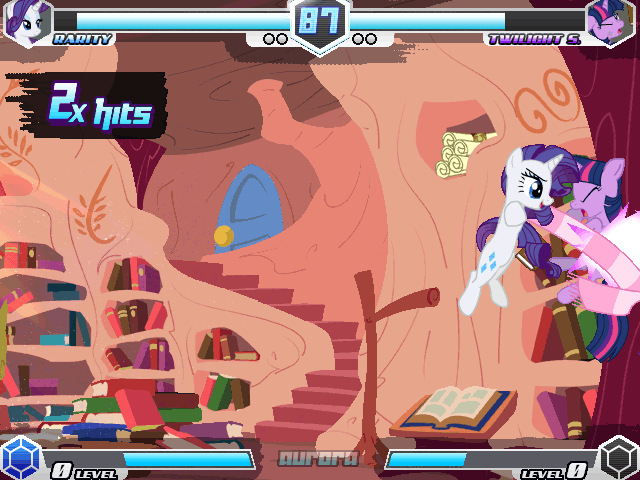 87
RARITY
TWILIGHT S.
2x hits
0 LEVEL
aurora
LEVEL 0